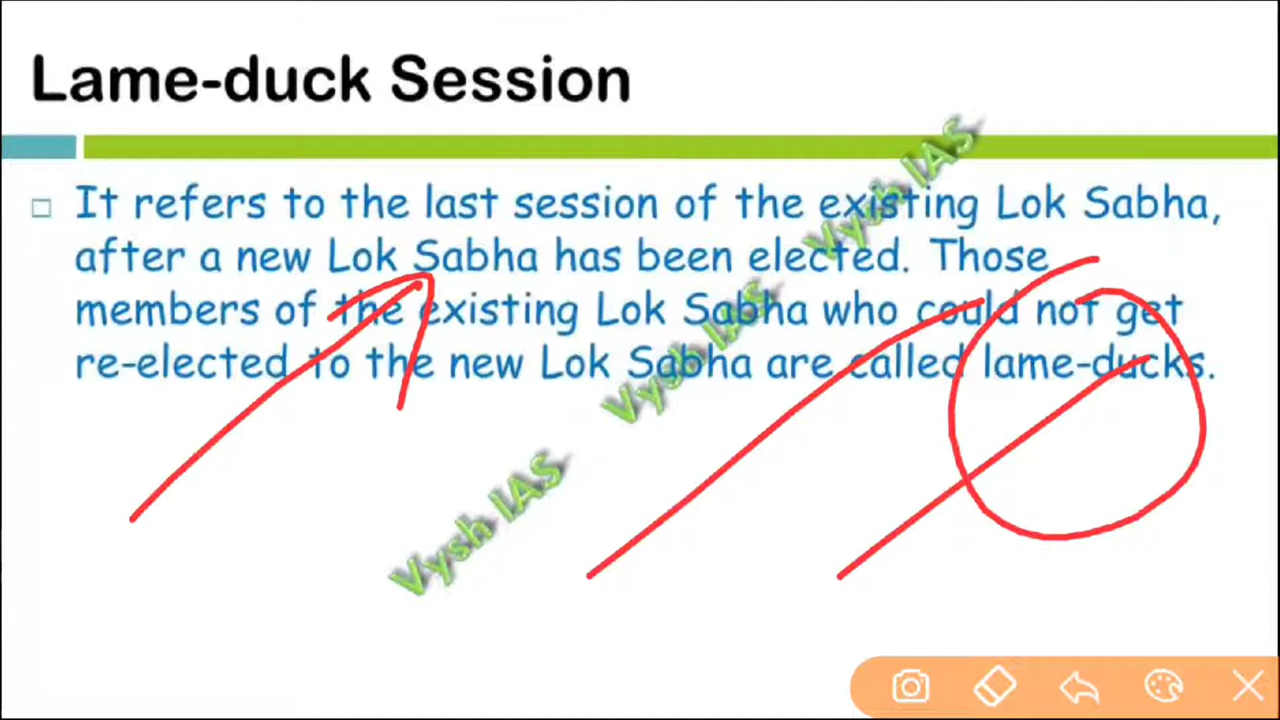 Lame-duck Session
It refers to the last session of the existing Lok Sabha,
after a new Lok Sabha has been elected. Those
members of the existing Lok Sabha who could not get
re-elected to the new Lok Sabha are called lame-ducks.
Vysh IAS
Vysh IAS
Vysh IAS